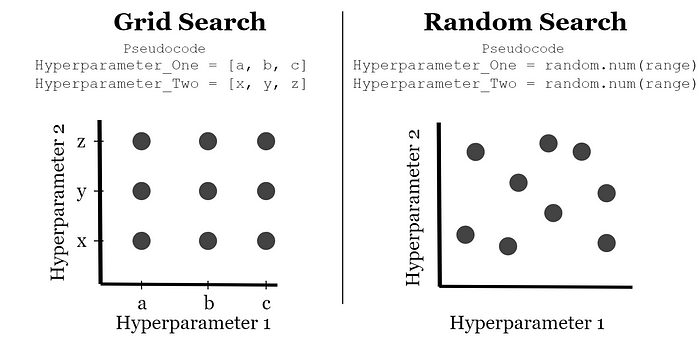 Grid Search
Pseudocode
Hyperparameter_One = [a, b, c]
Hyperparameter_Two = [x, y, z]
Hyperparameter 2
z
y
x
a b c
Hyperparameter 1
Random Search
Pseudocode
Hyperparameter_One = random.num(range)
Hyperparameter_Two = random.num(range)
Hyperparameter 2
Hyperparameter 1